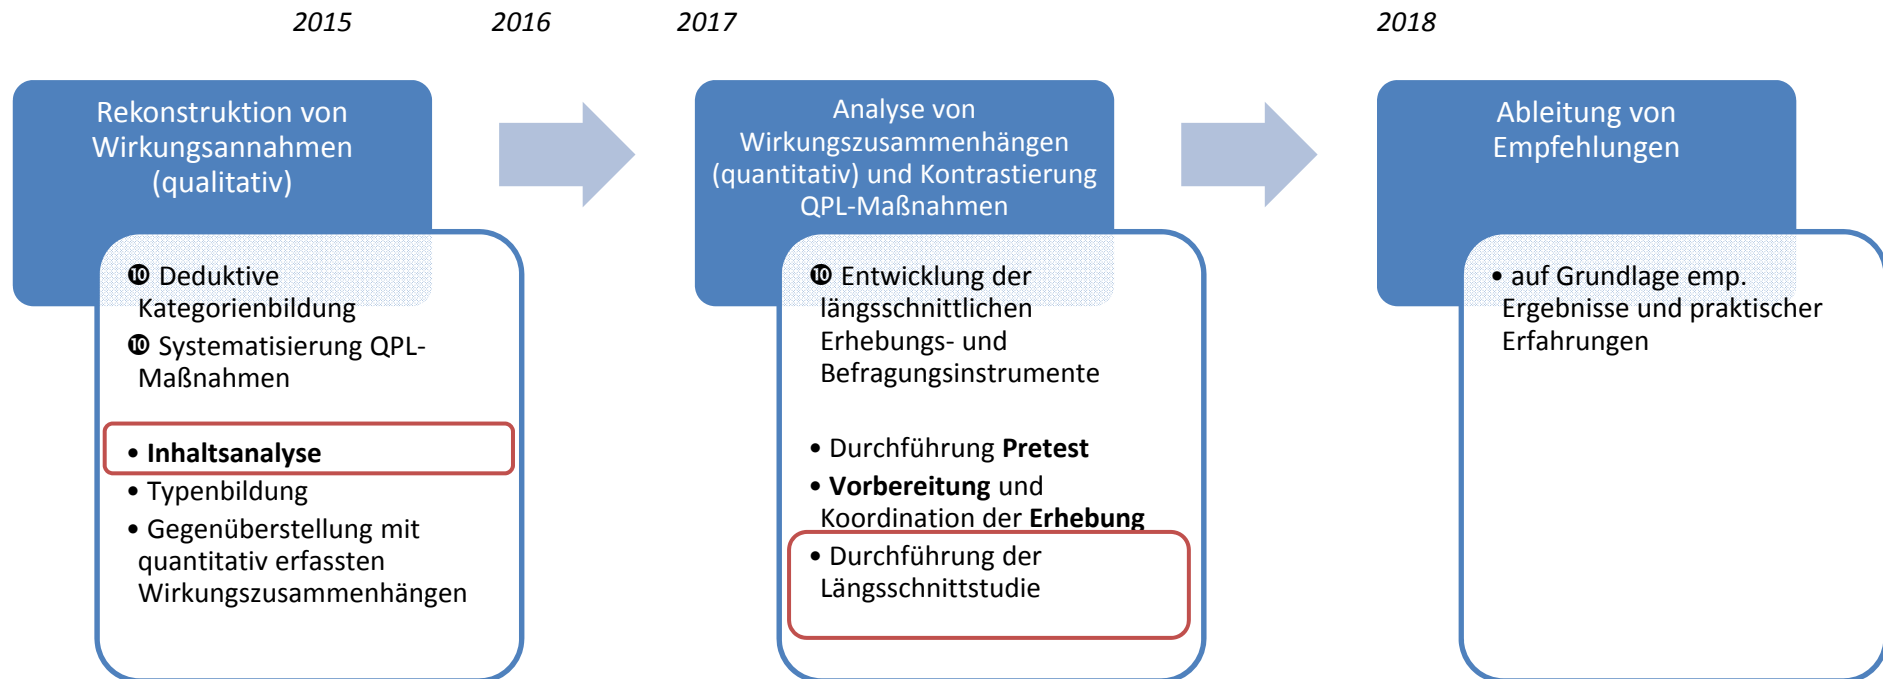 2015 2016 2017 2018
Rekonstruktion von
Wirkungsannahmen
(qualitativ)
❿ Deduktive
Kategorienbildung
❿ Systematisierung QPL-
Maßnahmen
• Inhaltsanalyse
• Typenbildung
• Gegenüberstellung mit
quantitativ erfassten
Wirkungszusammenhängen
Analyse von
Wirkungszusammenhängen
(quantitativ) und Kontrastierung
QPL-Maßnahmen
❿ Entwicklung der
längsschnittlichen
Erhebungs- und
Befragungsinstrumente
• Durchführung Pretest
• Vorbereitung und
Koordination der Erhebung
• Durchführung der
Längsschnittstudie
Ableitung von
Empfehlungen
• auf Grundlage emp.
Ergebnisse und praktischer
Erfahrungen